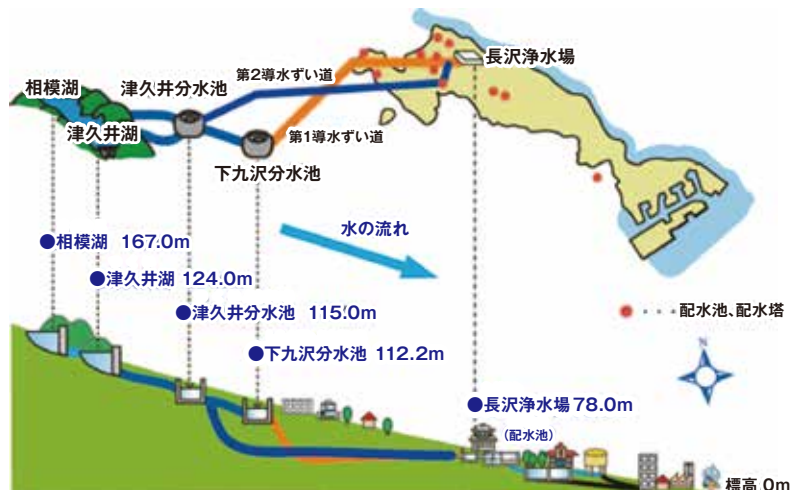 相模湖
津久井分水池
津久井湖
第2導水ずい道
第1導水ずい道
下九沢分水池
長沢浄水場
水の流れ
●相模湖 167.0m
●津久井湖 124.0m
●津久井分水池 115.0m
●下九沢分水池 112.2m
● ・・・配水池、配水塔
N
●長沢浄水場 78.0m
(配水池)
標高 0m